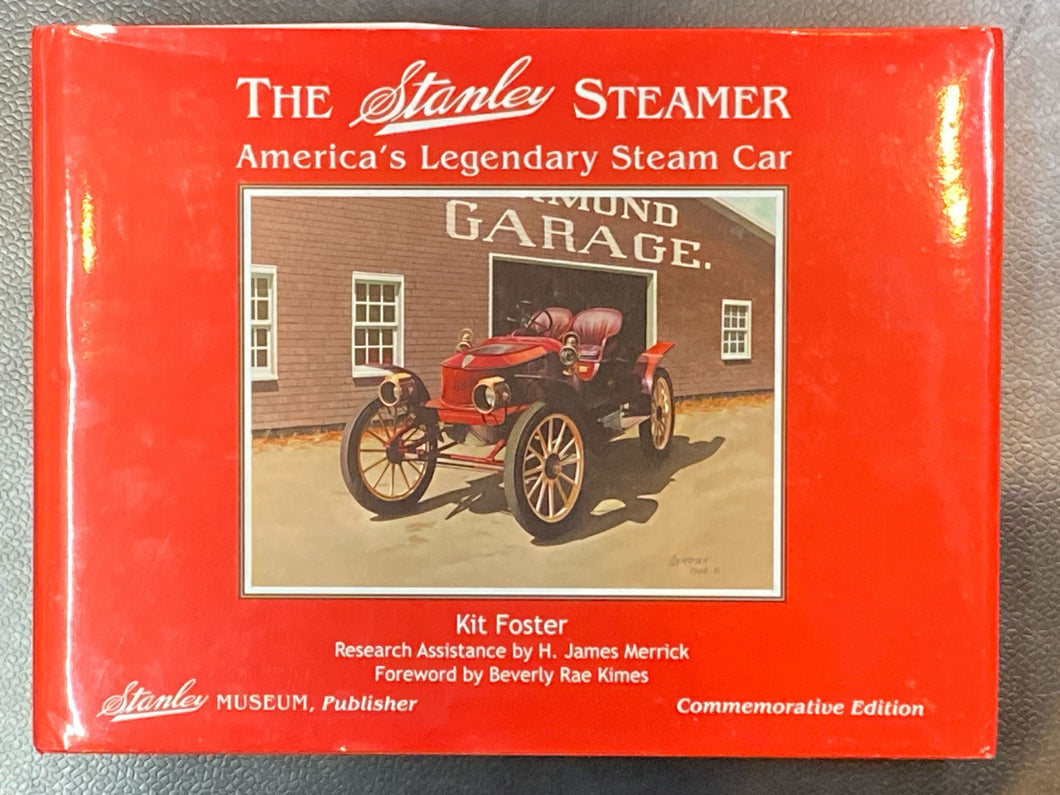 THE Stanley STEAMER
America's Legendary Steam Car
GARAGE.
Kit Foster
Research Assistance by H. James Merrick
Foreword by Beverly Rae Kimes
Stanley MUSEUM, Publisher
Commemorative Edition